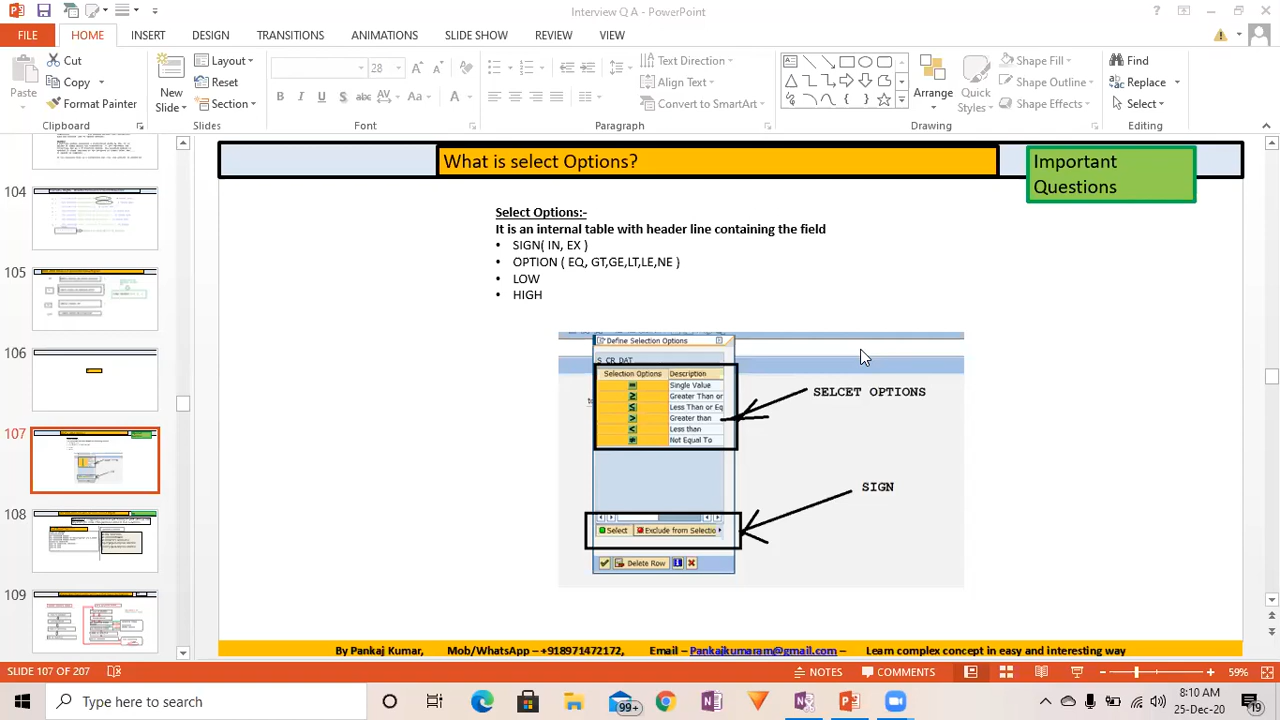 Interview Q A - PowerPoint
FILE HOME INSERT DESIGN TRANSITIONS ANIMATIONS SLIDE SHOW REVIEW VIEW
Paste
Cut
Copy
Format Painter
Clipboard
New
Slide
Layout
Reset
Section
Slides
28
Font
Paragraph
Text Direction
Align Text
Convert to SmartArt
Arrange
Quick
Styles
Shape Fill
Shape Outline
Shape Effects
Drawing
Find
Replace
Select
Editing
104
105
106
107
108
109
What is select Options?
Important
Questions
Select Options:-
It is an internal table with header line containing the field
• SIGN( IN, EX )
• OPTION ( EQ, GT,GE,LT,LE,NE )
• LOW
• HIGH
Define Selection Options
S_CR_DAT
Selection Options Description
Single Value
Greater Than or
Less Than or Eq
Greater than
Less than
Not Equal To
SELCET OPTIONS
SIGN
Select Exclude from Selectio
Delete Row
By Pankaj Kumar, Mob/WhatsApp – +918971472172, Email – Pankajkumaram@gmail.com – Learn complex concept in easy and interesting way
SLIDE 107 OF 207 NOTES COMMENTS 59%
Type here to search
99+
8:10 AM
25-Dec-20
19